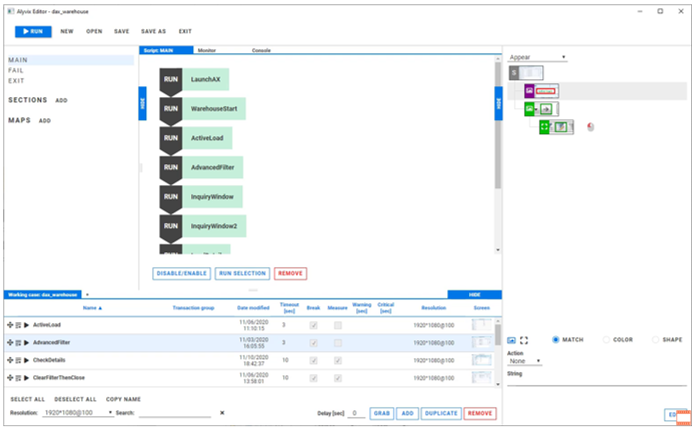 Alyvix Editor - das_warehouse
RUN NEW OPEN SAVE SAVE AS EXIT
MAIN
FAIL
EXIT
SECTIONS ADD
MAPS ADD
Script: MAIN Monitor Console
HIDE
RUN LaunchAX
RUN WarehouseStart
RUN ActiveLoad
RUN AdvancedFilter
RUN InquiryWindow
RUN InquiryWindow2
HIDE
DISABLE/ENABLE RUN SELECTION REMOVE
Appear
S
MATCH COLOR SHAPE
Action
None
String
Working case: das_warehouse + HIDE
Name ▲ Transaction group Date modified Timeout [sec] Break Measure Warning [sec] Critical [sec] Resolution Screen
ActiveLoad 11/06/2020 11:10:15 3 1920*1080@100
AdvancedFilter 11/03/2020 16:05:55 3 1920*1080@100
CheckDetails 11/10/2020 18:42:37 10 1920*1080@100
ClearFilterThenClose 11/06/2020 13:58:01 10 1920*1080@100
SELECT ALL DESELECT ALL COPY NAME
Resolution: 1920*1080@100 Search: Delay [sec] 0 GRAB ADD DUPLICATE REMOVE